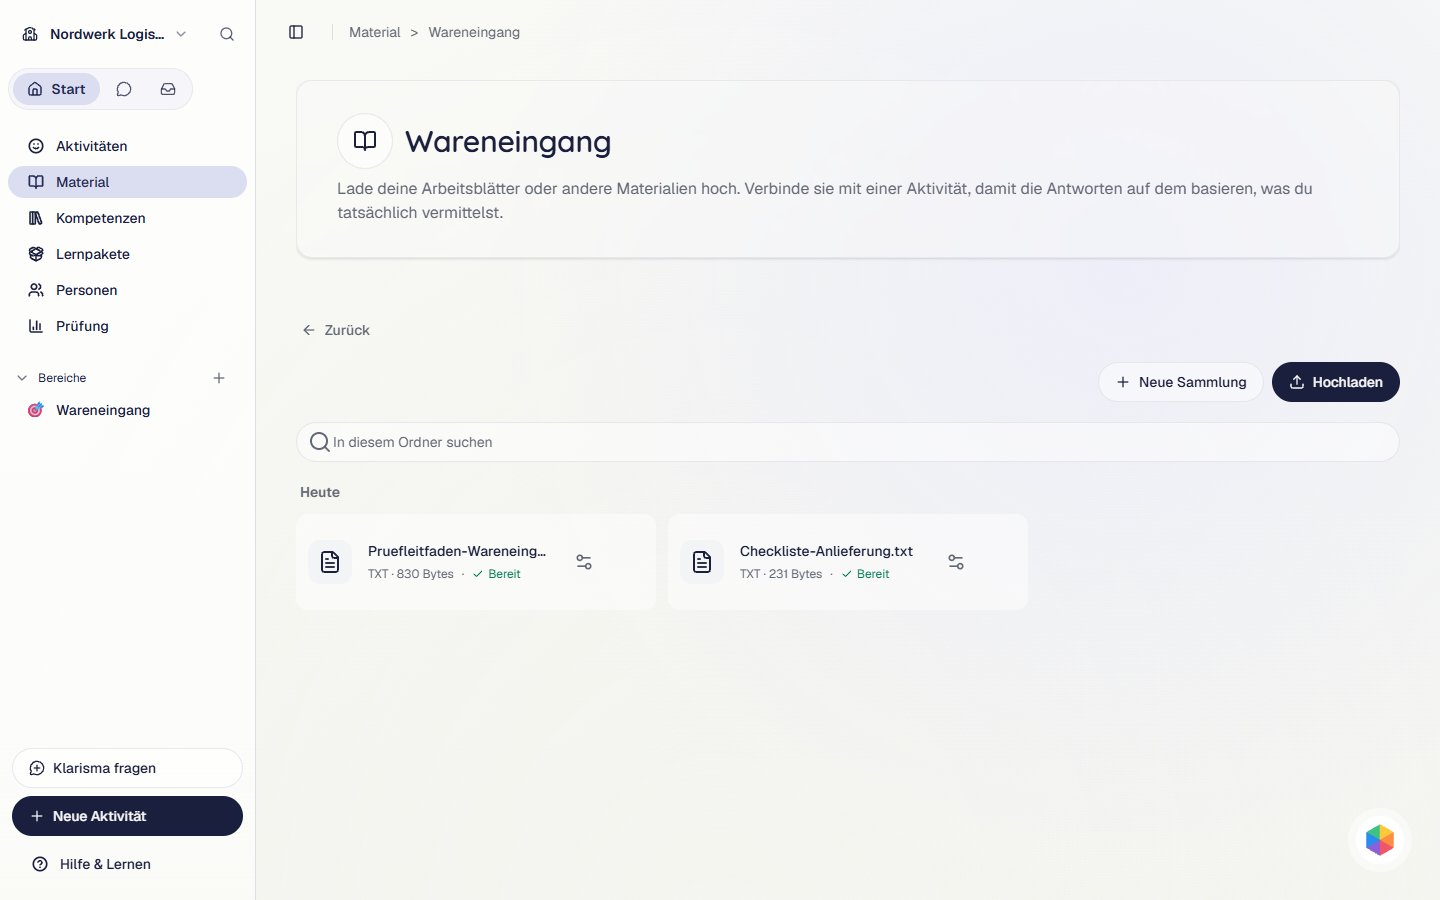 Nordwerk Logis...
Start
Aktivitäten
Material
Kompetenzen
Lernpakete
Personen
Prüfung
Bereiche
Wareneingang
Klarisma fragen
Neue Aktivität
Hilfe & Lernen
Material > Wareneingang
Wareneingang
Lade deine Arbeitsblätter oder andere Materialien hoch. Verbinde sie mit einer Aktivität, damit die Antworten auf dem basieren, was du
tatsächlich vermittelst.
Zurück
Neue Sammlung
Hochladen
In diesem Ordner suchen
Heute
Pruefleitfaden-Wareneing...
TXT · 830 Bytes · Bereit
Checkliste-Anlieferung.txt
TXT · 231 Bytes · Bereit